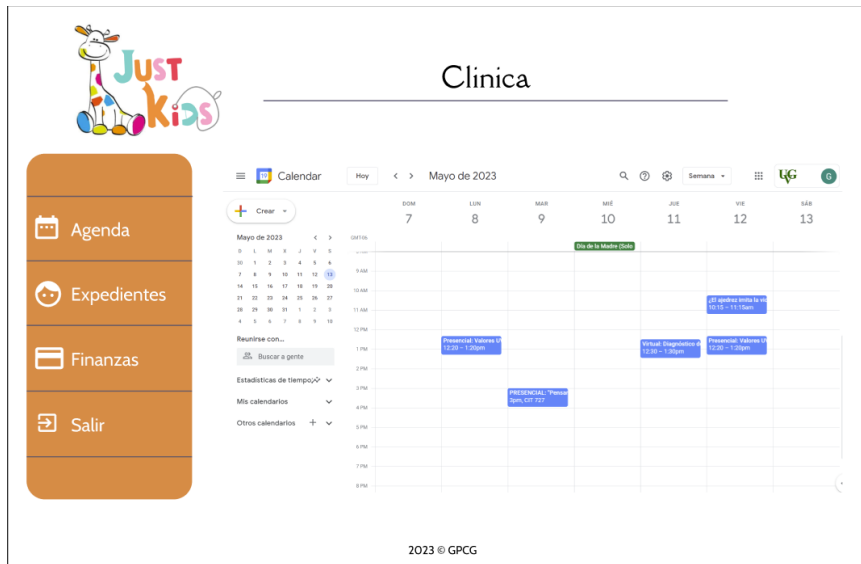 Just
Kids
Clinica
Agenda
Expedientes
Finanzas
Salir
19
Calendar
Hoy
Mayo de 2023
Semana
UVG
G
Crear
Mayo de 2023
D L M X J V S
30 1 2 3 4 5 6
7 8 9 10 11 12 13
14 15 16 17 18 19 20
21 22 23 24 25 26 27
28 29 30 31 1 2 3
4 5 6 7 8 9 10
Reunirse con...
Buscar a gente
Estadísticas de tiempo
Mis calendarios
Otros calendarios
DOM LUN MAR MIÉ JUE VIE SÁB
7 8 9 10 11 12 13
GMT-06
Día de la Madre (Solo
9 AM
10 AM
¿El ajedrez imita la vi
10:15 – 11:15am
11 AM
12 PM
Presencial: Valores U
12:20 – 1:20pm
Virtual: Diagnóstico d
12:30 – 1:30pm
Presencial: Valores U
12:20 – 1:20pm
1 PM
2 PM
3 PM
PRESENCIAL: "Pensar
3pm, CIT 727
4 PM
5 PM
6 PM
7 PM
8 PM
2023 © GPCG